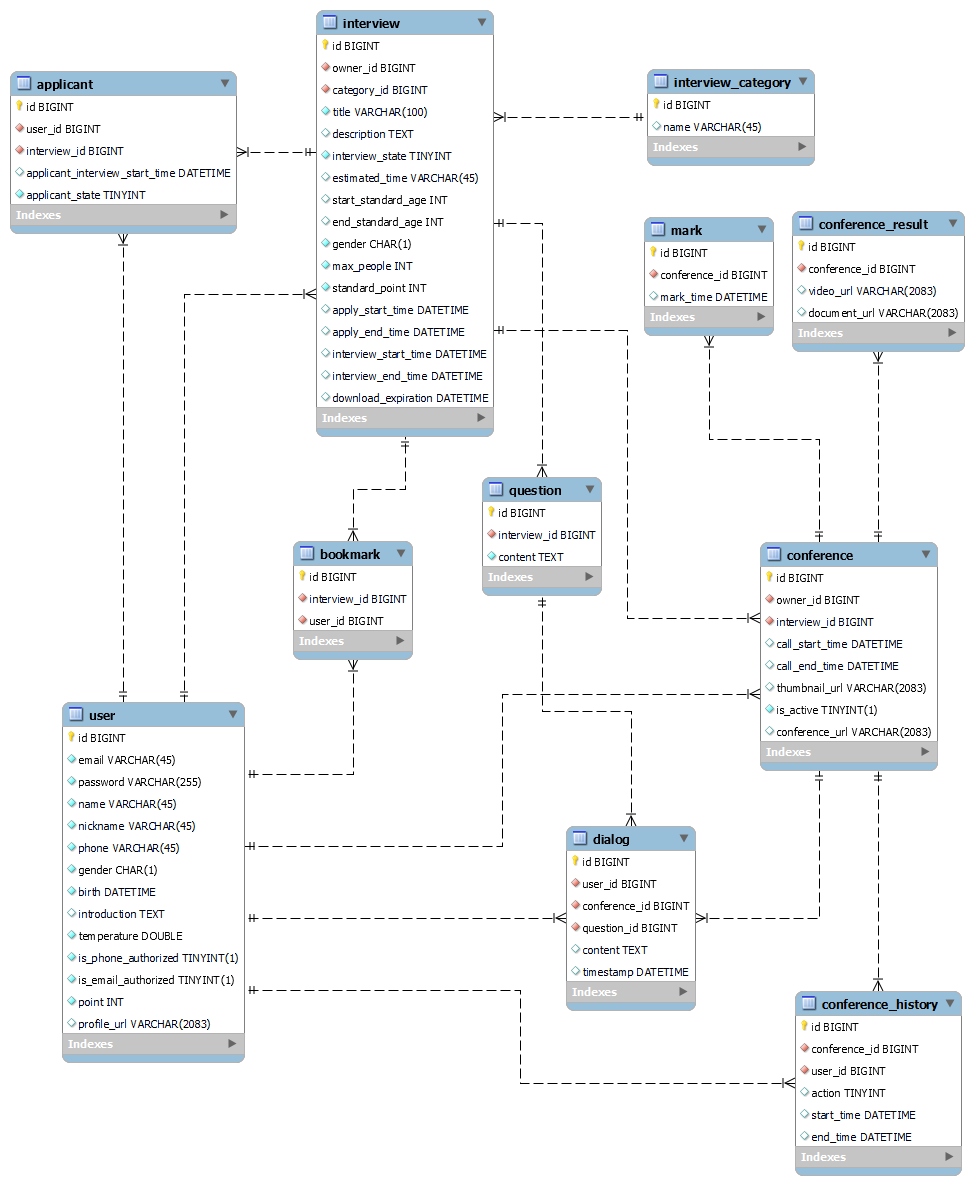 interview
id BIGINT
owner_id BIGINT
category_id BIGINT
title VARCHAR(100)
description TEXT
interview_state TINYINT
estimated_time VARCHAR(45)
start_standard_age INT
end_standard_age INT
gender CHAR(1)
max_people INT
standard_point INT
apply_start_time DATETIME
apply_end_time DATETIME
interview_start_time DATETIME
interview_end_time DATETIME
download_expiration DATETIME
Indexes
applicant
id BIGINT
user_id BIGINT
interview_id BIGINT
applicant_interview_start_time DATETIME
applicant_state TINYINT
Indexes
interview_category
id BIGINT
name VARCHAR(45)
Indexes
mark
id BIGINT
conference_id BIGINT
mark_time DATETIME
Indexes
conference_result
id BIGINT
conference_id BIGINT
video_url VARCHAR(2083)
document_url VARCHAR(2083)
Indexes
question
id BIGINT
interview_id BIGINT
content TEXT
Indexes
bookmark
id BIGINT
interview_id BIGINT
user_id BIGINT
Indexes
conference
id BIGINT
owner_id BIGINT
interview_id BIGINT
call_start_time DATETIME
call_end_time DATETIME
thumbnail_url VARCHAR(2083)
is_active TINYINT(1)
conference_url VARCHAR(2083)
Indexes
user
id BIGINT
email VARCHAR(45)
password VARCHAR(255)
name VARCHAR(45)
nickname VARCHAR(45)
phone VARCHAR(45)
gender CHAR(1)
birth DATETIME
introduction TEXT
temperature DOUBLE
is_phone_authorized TINYINT(1)
is_email_authorized TINYINT(1)
point INT
profile_url VARCHAR(2083)
Indexes
dialog
id BIGINT
user_id BIGINT
conference_id BIGINT
question_id BIGINT
content TEXT
timestamp DATETIME
Indexes
conference_history
id BIGINT
conference_id BIGINT
user_id BIGINT
action TINYINT
start_time DATETIME
end_time DATETIME
Indexes